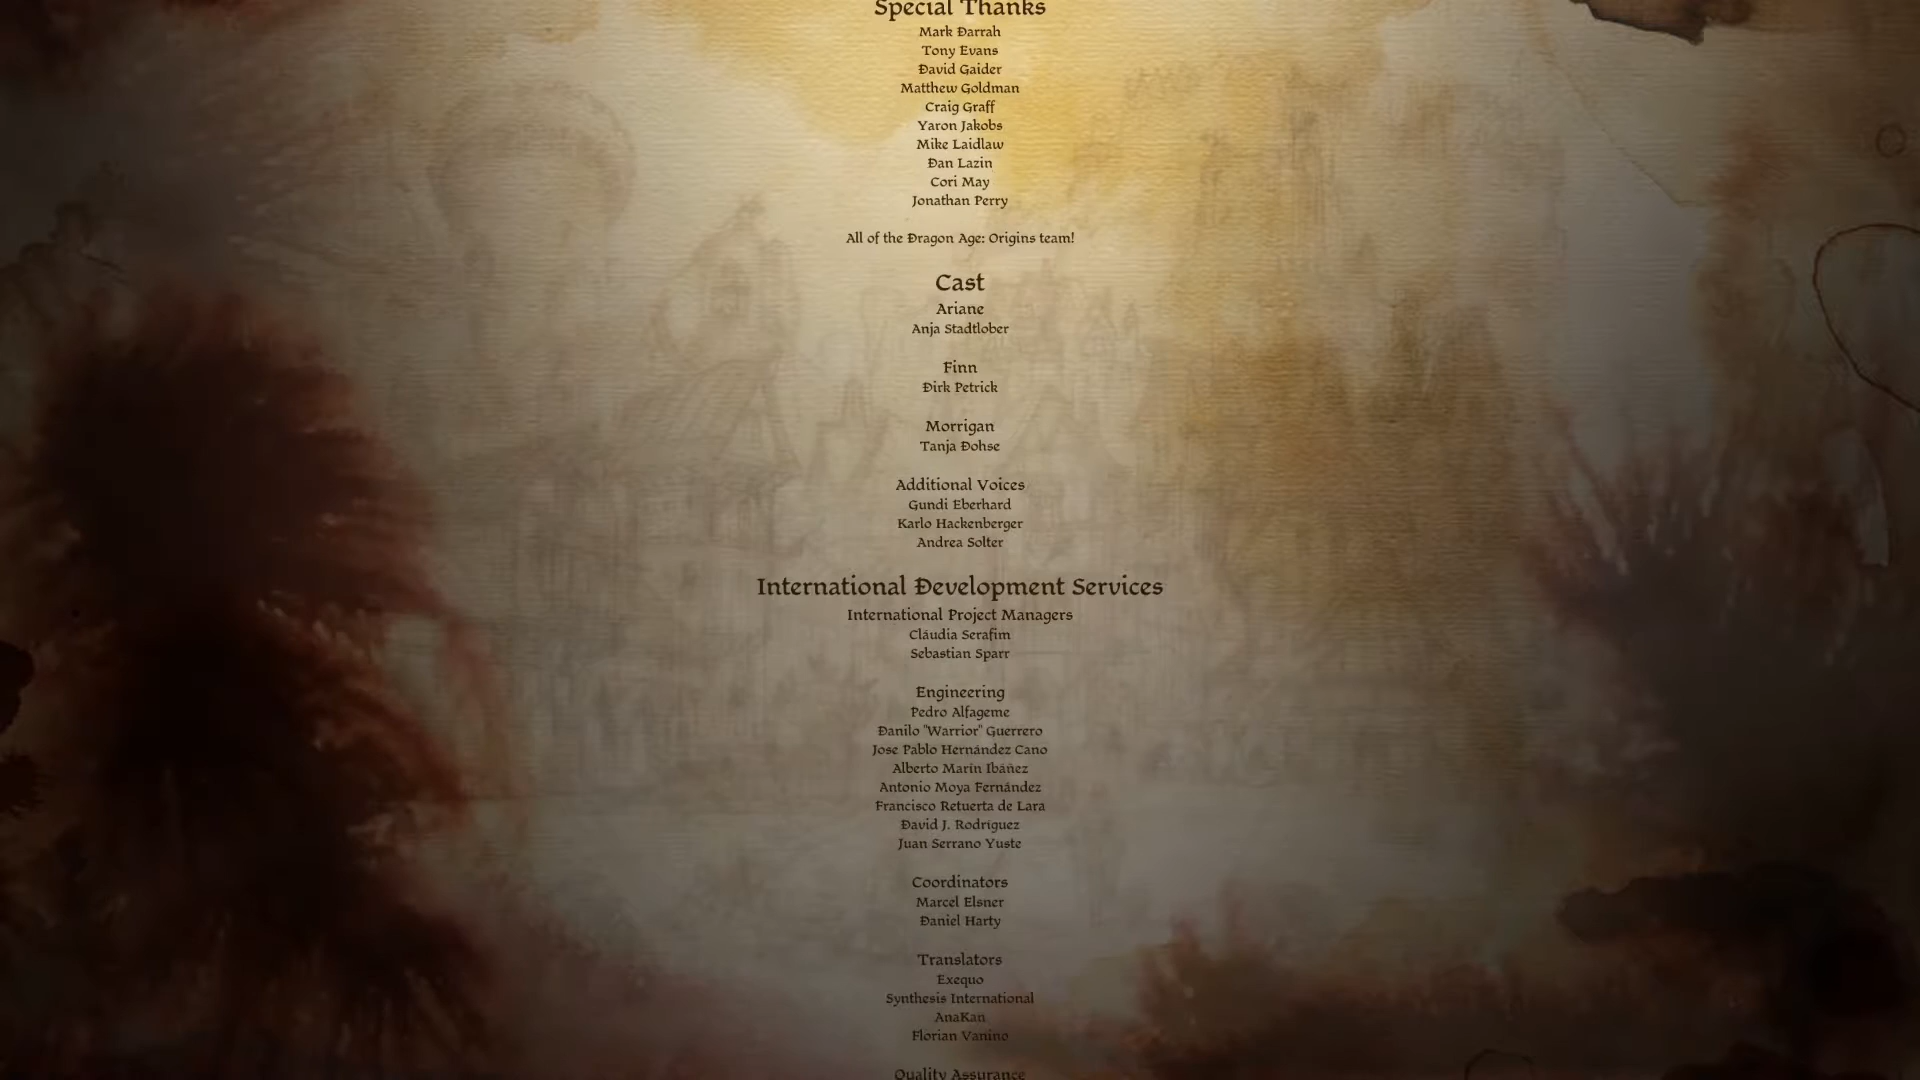 Special Thanks
Mark Darrah
Tony Evans
David Gaider
Matthew Goldman
Craig Graff
Yaron Jakobs
Mike Laidlaw
Dan Lazin
Cori May
Jonathan Perry
All of the Dragon Age: Origins team!
Cast
Ariane
Anja Stadtlober
Finn
Dirk Petrick
Morrigan
Tanja Dohse
Additional Voices
Gundi Eberhard
Karlo Hackenberger
Andrea Solter
International Development Services
International Project Managers
Cláudia Serafim
Sebastian Sparr
Engineering
Pedro Alfageme
Danilo "Warrior" Guerrero
Jose Pablo Hernández Cano
Alberto Marín Ibáñez
Antonio Moya Fernández
Francisco Retuerta de Lara
David J. Rodríguez
Juan Serrano Yuste
Coordinators
Marcel Elsner
Daniel Harty
Translators
Exequo
Synthesis International
AnaKan
Florian Vanino
Quality Assurance